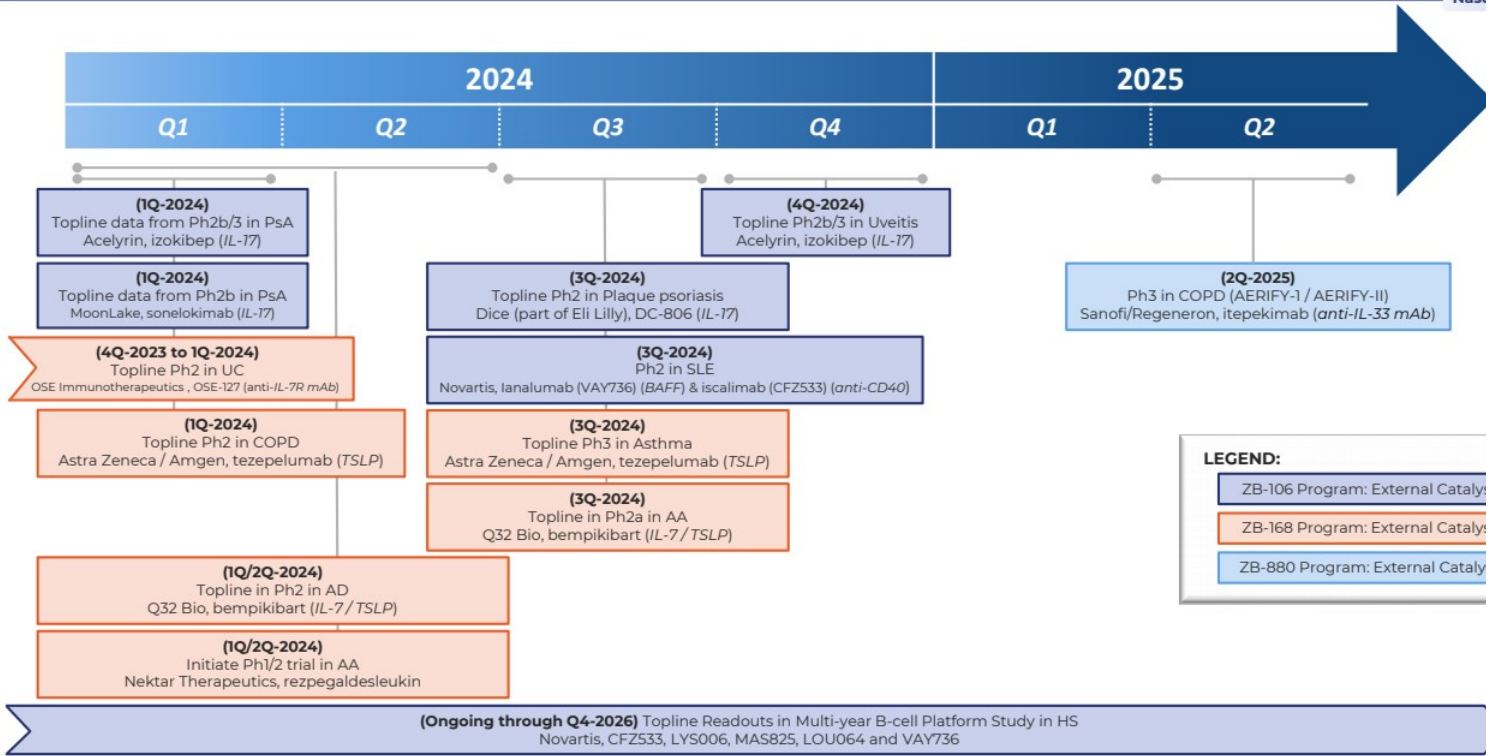 2024
2025
Q1
Q2
Q3
Q4
Q1
Q2
(1Q-2024)
Topline data from Ph2b/3 in PsA
Acelyrin, izokibep (IL-17)
(1Q-2024)
Topline data from Ph2b in PsA
MoonLake, sonelokimab (IL-17)
(4Q-2023 to 1Q-2024)
Topline Ph2 in UC
OSE Immunotherapeutics , OSE-127 (anti-IL-7R mAb)
(1Q-2024)
Topline Ph2 in COPD
Astra Zeneca / Amgen, tezepelumab (TSLP)
(1Q/2Q-2024)
Topline in Ph2 in AD
Q32 Bio, bempikibart (IL-7 / TSLP)
(1Q/2Q-2024)
Initiate Ph1/2 trial in AA
Nektar Therapeutics, rezpegaldesleukin
(3Q-2024)
Topline Ph2 in Plaque psoriasis
Dice (part of Eli Lilly), DC-806 (IL-17)
(3Q-2024)
Ph2 in SLE
Novartis, Ianalumab (VAY736) (BAFF) & iscalimab (CFZ533) (anti-CD40)
(3Q-2024)
Topline Ph3 in Asthma
Astra Zeneca / Amgen, tezepelumab (TSLP)
(3Q-2024)
Topline in Ph2a in AA
Q32 Bio, bempikibart (IL-7 / TSLP)
(4Q-2024)
Topline Ph2b/3 in Uveitis
Acelyrin, izokibep (IL-17)
(2Q-2025)
Ph3 in COPD (AERIFY-1 / AERIFY-II)
Sanofi/Regeneron, itepekimab (anti-IL-33 mAb)
LEGEND:
ZB-106 Program: External
ZB-168 Program: External
ZB-880 Program: External
(Ongoing through Q4-2026) Topline Readouts in Multi-year B-cell Platform Study in HS
Novartis, CFZ533, LYS006, MAS825, LOU064 and VAY736